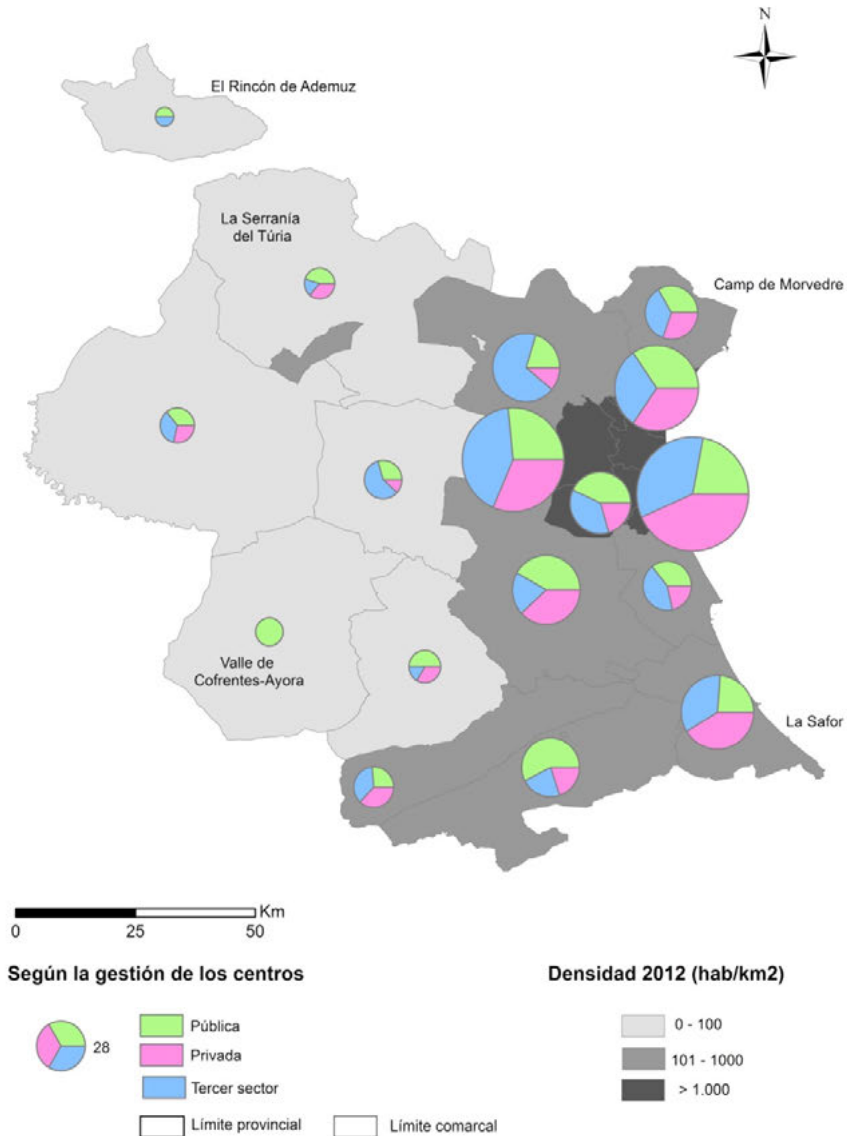 N
El Rincón de Ademuz
La Serranía
del Túria
Camp de Morvedre
Valle de
Cofrentes-Ayora
La Safor
Km
0 25 50
Según la gestión de los centros
28
Pública
Privada
Tercer sector
Límite provincial
Límite comarcal
Densidad 2012 (hab/km2)
0 - 100
101 - 1000
> 1.000